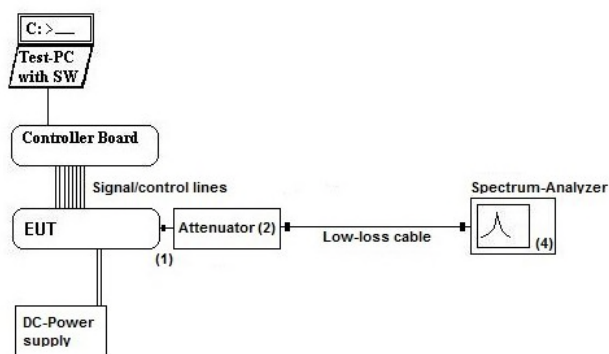 C: >__
Test-PC
with SW
Controller Board
Signal/control lines
Spectrum-Analyzer
EUT
Attenuator (2)
Low-loss cable
(4)
(1)
DC-Power
supply